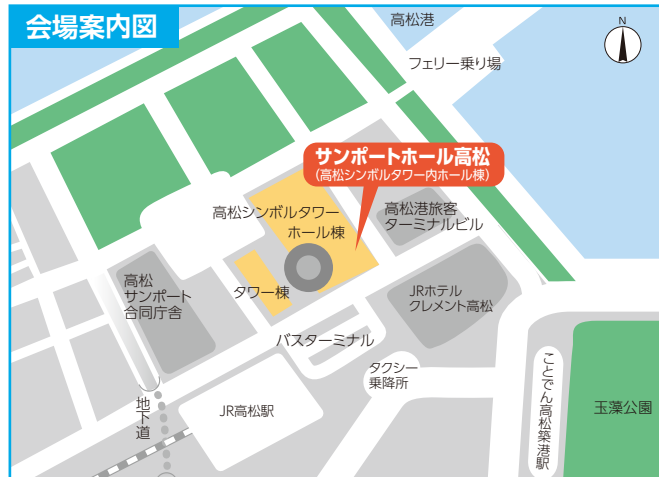 会場案内図
高松港
N
フェリー乗り場
サンポートホール高松
(高松シンボルタワー内ホール棟)
高松シンボルタワー
ホール棟
高松港旅客
ターミナルビル
高松
サンポート
合同庁舎
タワー棟
JRホテル
クレメント高松
バスターミナル
タクシー
乗降所
地下道
JR高松駅
ことでん高松築港駅
玉藻公園